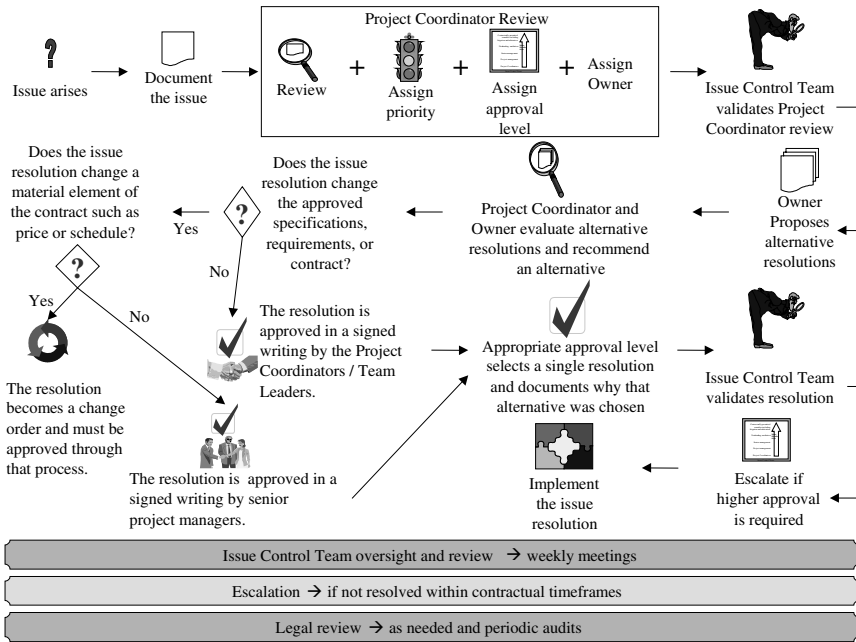 Project Coordinator Review
?
Issue arises
Document
the issue
Review
+
Assign
priority
+
Assign
approval
level
+
Assign
Owner
Issue Control Team
validates Project
Coordinator review
Does the issue
resolution change a
material element of
the contract such as
price or schedule?
Yes
?
Does the issue
resolution change
the approved
specifications,
requirements, or
contract?
Project Coordinator and
Owner evaluate alternative
resolutions and recommend
an alternative
Owner
Proposes
alternative
resolutions
?
Yes
No
No
The resolution
becomes a change
order and must be
approved through
that process.
The resolution is
approved in a signed
writing by the Project
Coordinators / Team
Leaders.
The resolution is approved in a
signed writing by senior
project managers.
Appropriate approval level
selects a single resolution
and documents why that
alternative was chosen
Issue Control Team
validates resolution
Implement
the issue
resolution
Escalate if
higher approval
is required
Issue Control Team oversight and review → weekly meetings
Escalation → if not resolved within contractual timeframes
Legal review → as needed and periodic audits